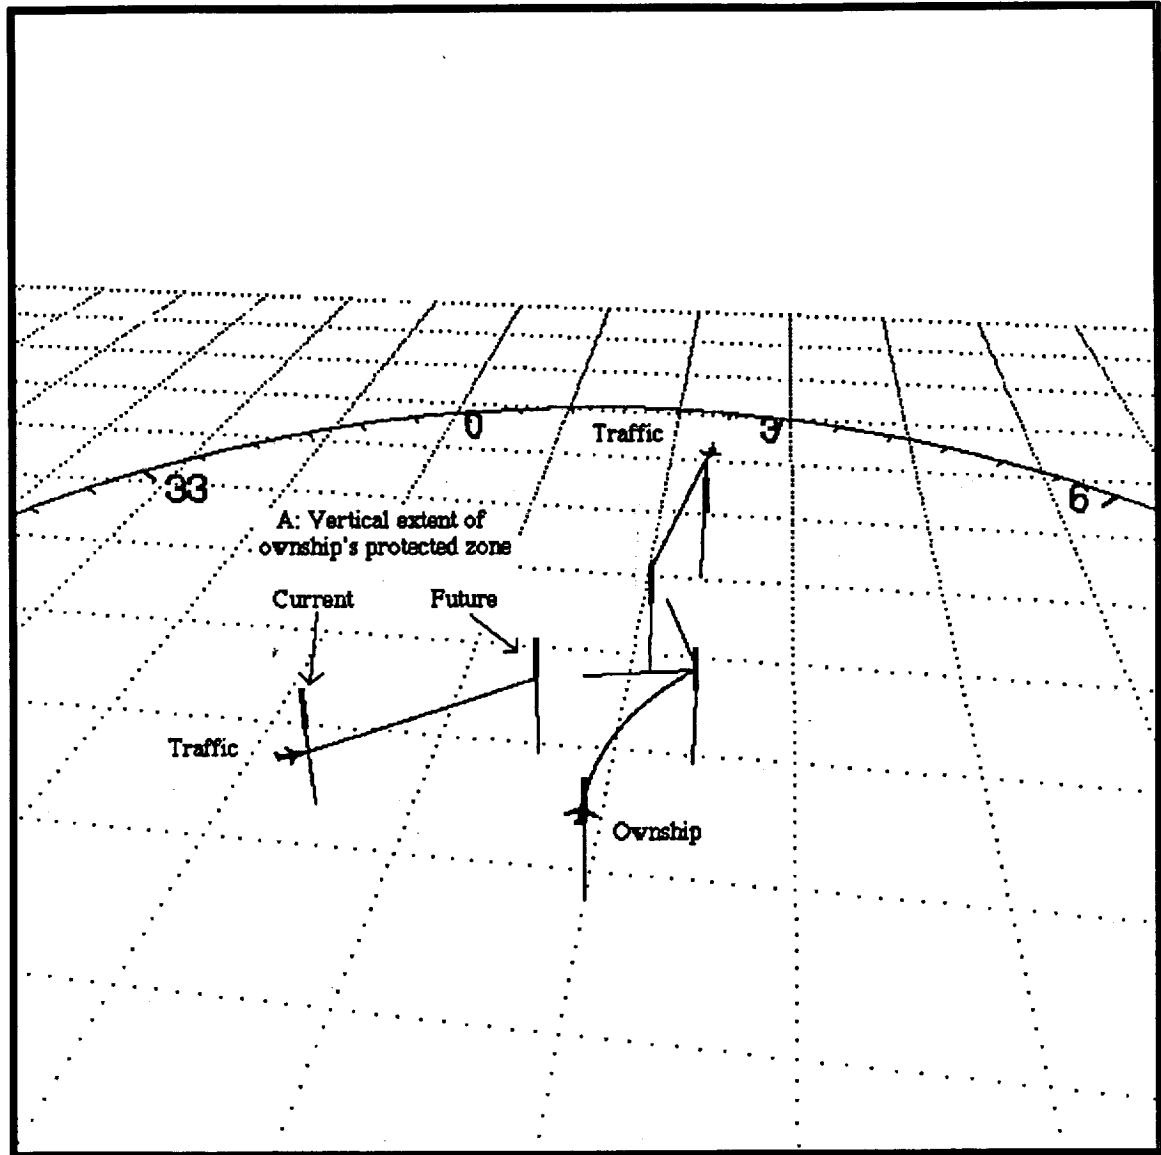 0
Traffic
3
33
6
A: Vertical extent of
ownship's protected zone
Current
Future
Traffic
Ownship